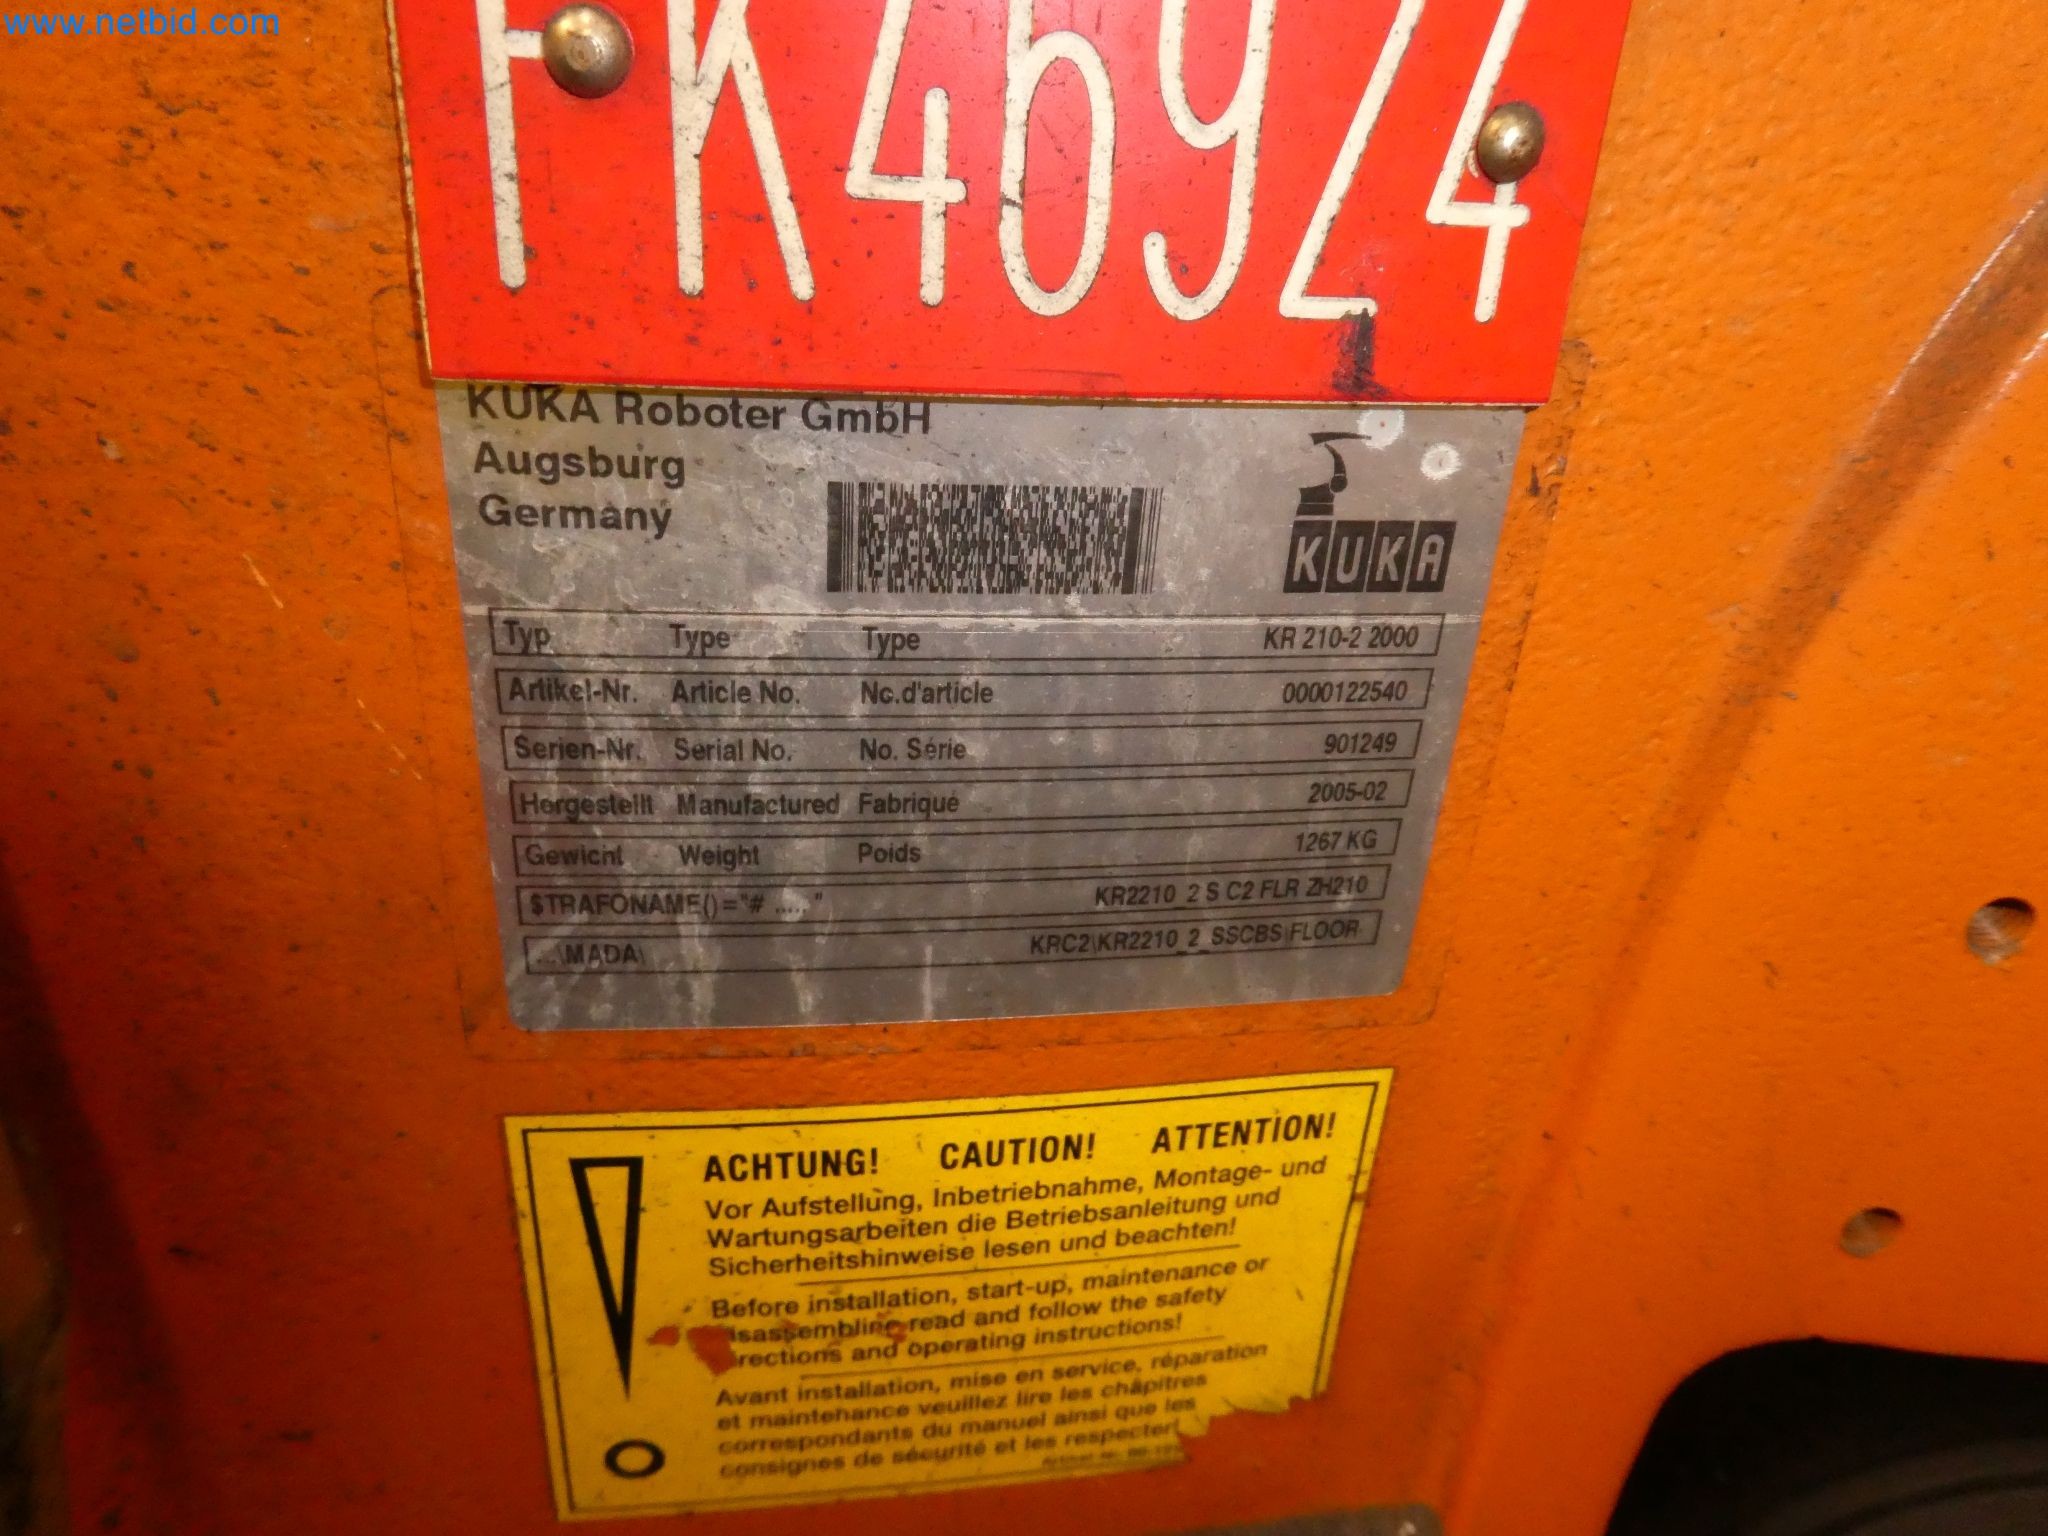 www.netbid.com
FK46924
KUKA Roboter GmbH
Augsburg
Germany
KUKA
Typ Type Type KR 210-2 2000
Artikel-Nr. Article No. No.d'article 0000122540
Serien-Nr. Serial No. No. Série 901249
Hergestellt Manufactured Fabriqué 2005-02
Gewicht Weight Poids 1267 KG
$TRAFONAME()="# ..... " KR2210_2 S C2 FLR ZH210
...\MADA\ KRC2\KR2210_2_SSCBS\FLOOR
ACHTUNG! CAUTION! ATTENTION!
Vor Aufstellung, Inbetriebnahme, Montage- und
Wartungsarbeiten die Betriebsanleitung und
Sicherheitshinweise lesen und beachten!
Before installation, start-up, maintenance or
isassembling read and follow the safety
rections and operating instructions!
Avant installation, mise en service, réparation
et maintenance veuillez lire les châpitres
correspondants du manuel ainsi que les
consignes de sécurité et les respecter